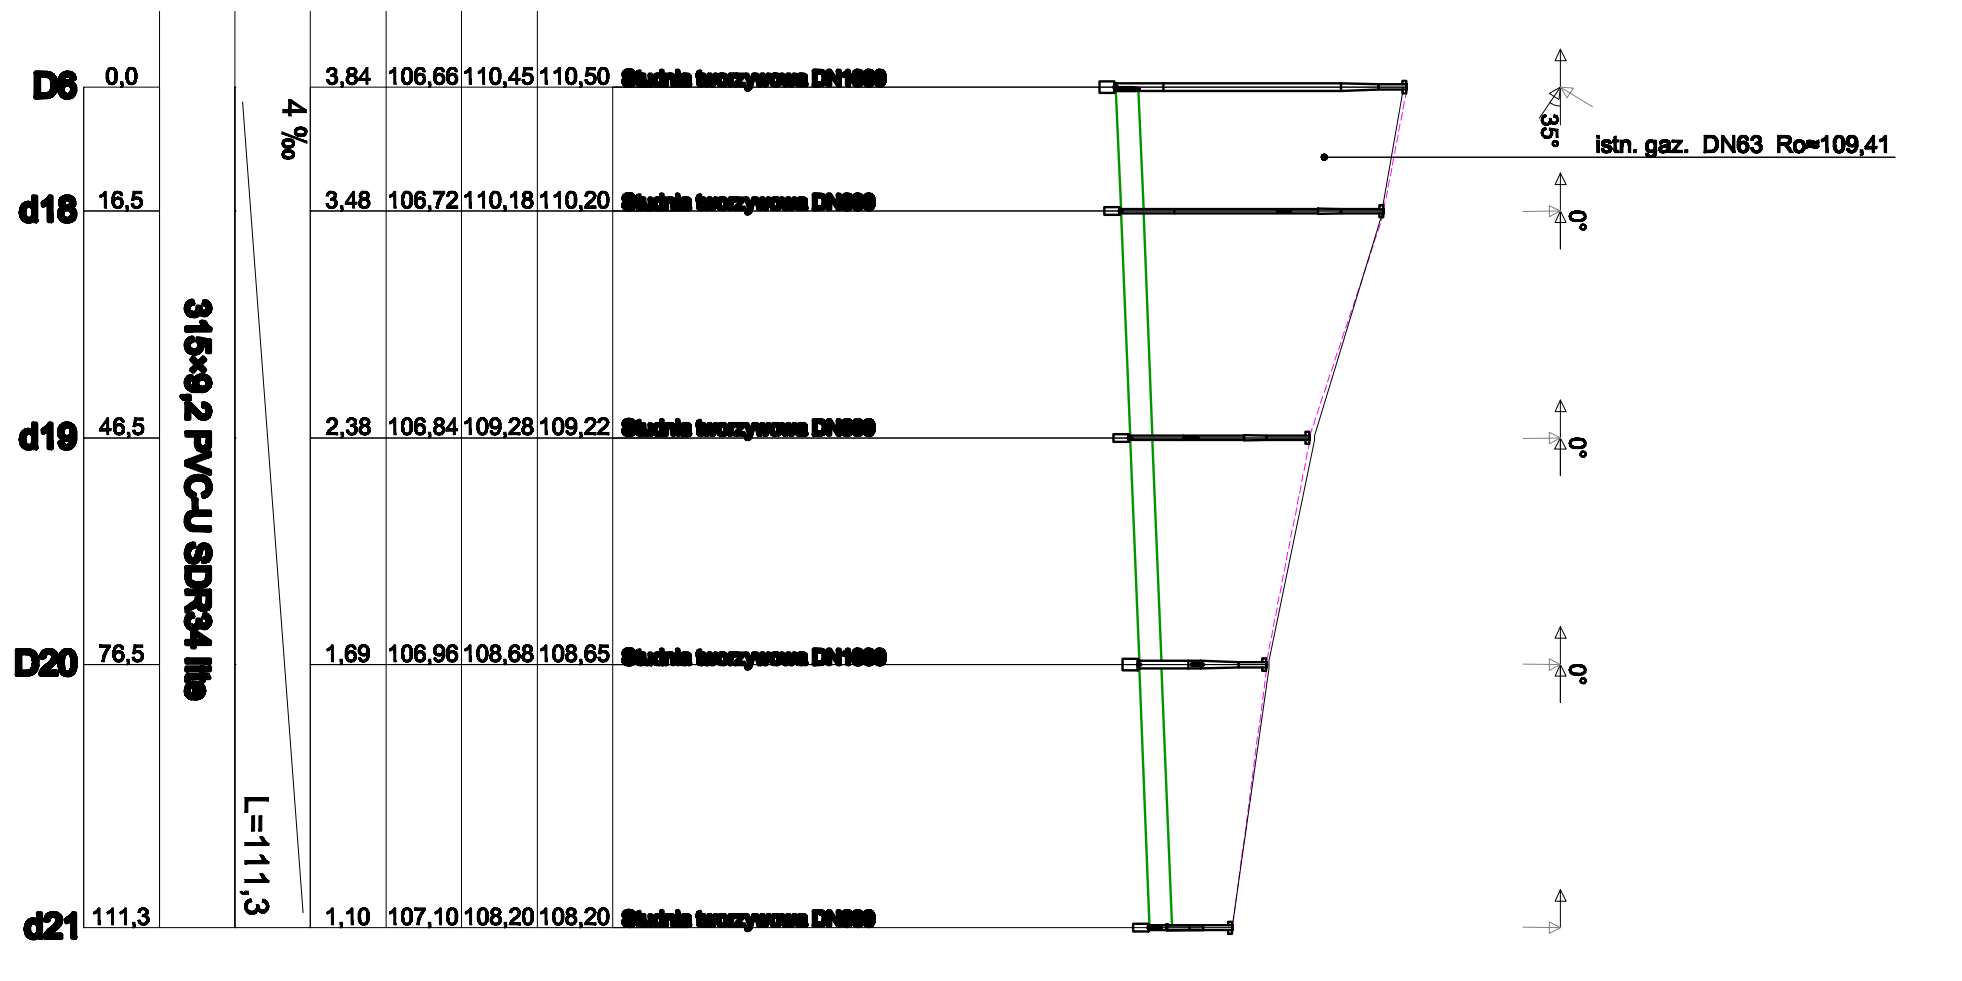 D6 0,0 3,84 106,66 110,45 110,50 Studnia tworzywowa DN1000
4 ‰
35°
istn. gaz. DN63 Ro≈109,41
d18 16,5 3,48 106,72 110,18 110,20 Studnia tworzywowa
0°
315×9,2 PVC-U SDR34 lite
d19 46,5 2,38 106,84 109,28 109,22 Studnia tworzywowa
0°
D20 76,5 1,69 106,96 108,68 108,65 Studnia tworzywowa DN1000
0°
L=111,3
d21 111,3 1,10 107,10 108,20 108,20 Studnia tworzywowa